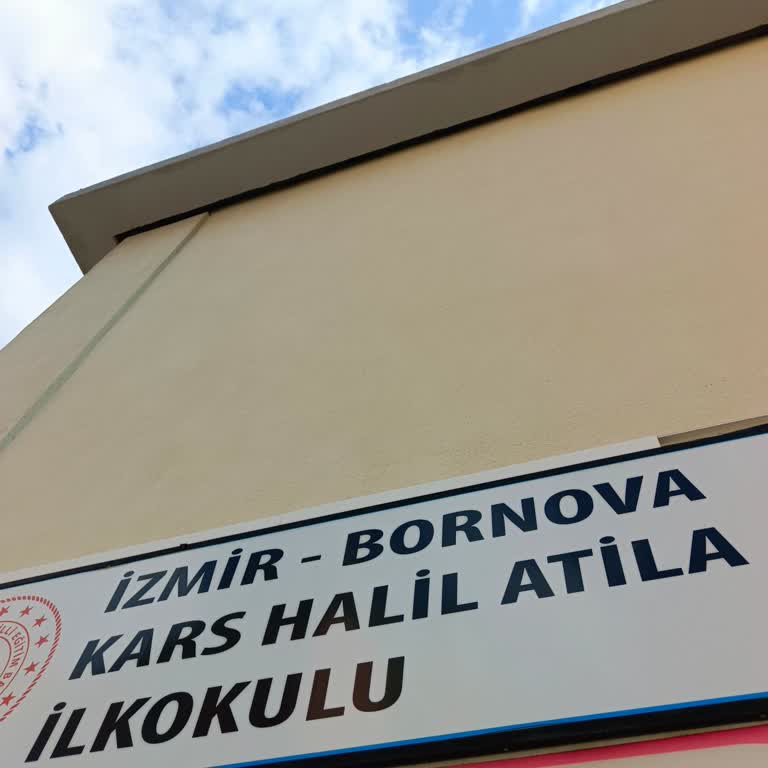 İZMİR - BORNOVA
KARS HALİL ATİLA
İLKOKULU